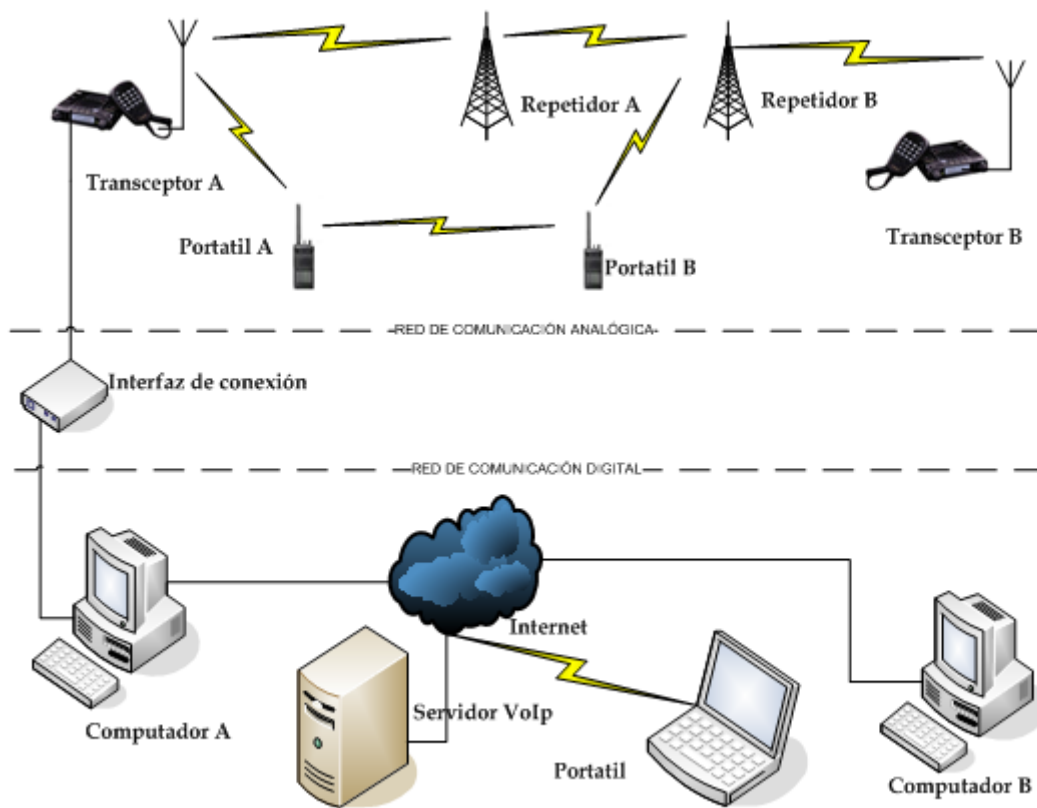 Repetidor A
Repetidor B
Transceptor A
Portatil A
Portatil B
Transceptor B
RED DE COMUNICACIÓN ANALÓGICA
Interfaz de conexión
RED DE COMUNICACIÓN DIGITAL
Internet
Servidor VoIp
Computador A
Portatil
Computador B